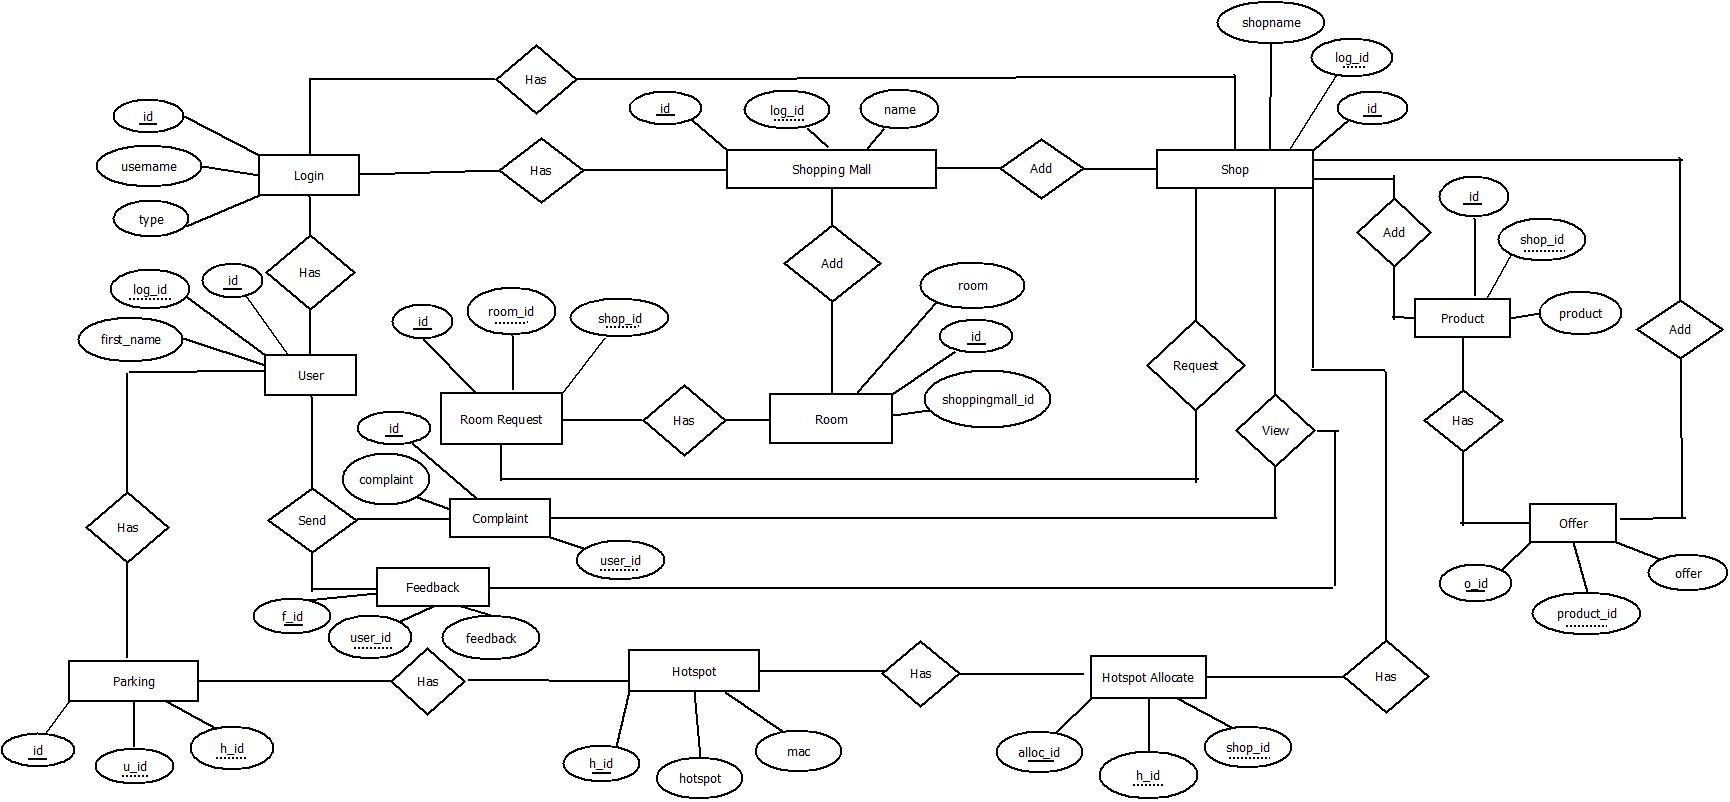 shopname
Has
log_id
id
log_id
name
id
id
username
type
Login
Has
Shopping Mall
Add
Shop
id
shop_id
Add
Product
product
Add
Has
log_id
id
first_name
User
Add
room
id
shoppingmall_id
Room
id
room_id
shop_id
Room Request
Has
Request
View
Has
id
complaint
Complaint
user_id
Send
Has
Offer
o_id
product_id
offer
Feedback
f_id
user_id
feedback
Parking
Has
Hotspot
Has
Hotspot Allocate
Has
id
u_id
h_id
h_id
hotspot
mac
alloc_id
h_id
shop_id